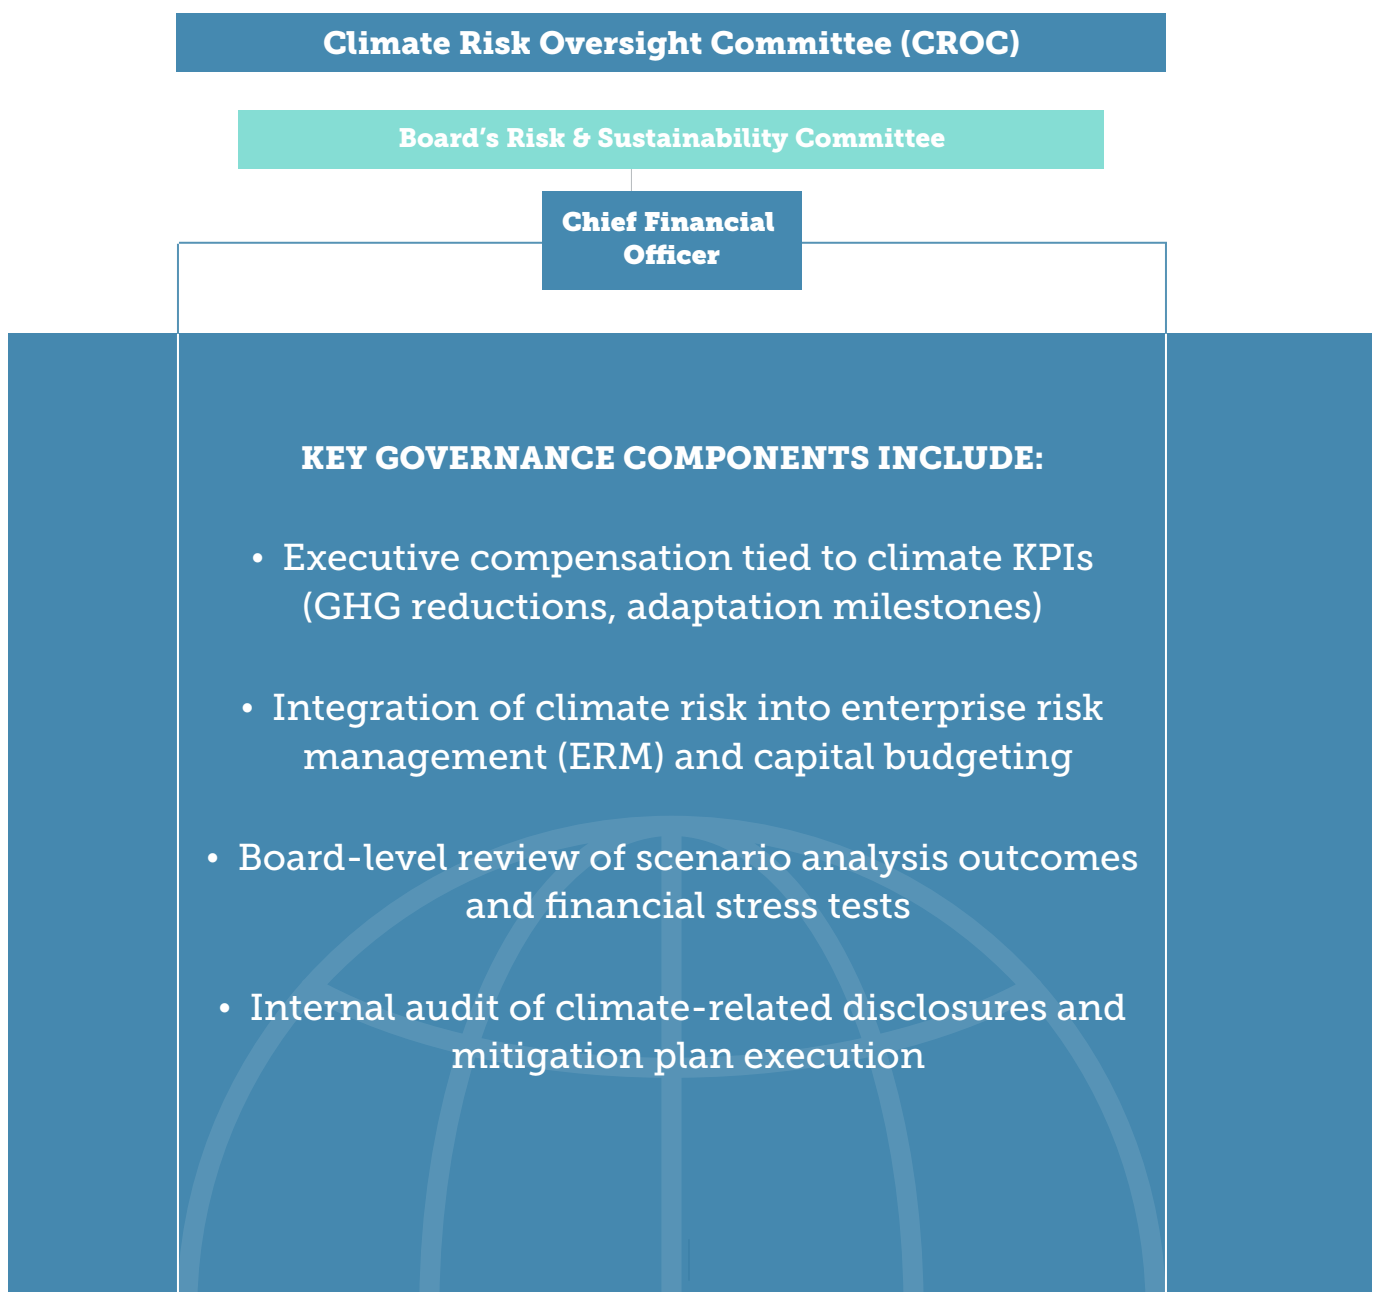 Climate Risk Oversight Committee (CROC)
Board’s Risk & Sustainability Committee
Chief Financial
Officer
KEY GOVERNANCE COMPONENTS INCLUDE:
• Executive compensation tied to climate KPIs
(GHG reductions, adaptation milestones)
• Integration of climate risk into enterprise risk
management (ERM) and capital budgeting
• Board-level review of scenario analysis outcomes
and financial stress tests
• Internal audit of climate-related disclosures and
mitigation plan execution